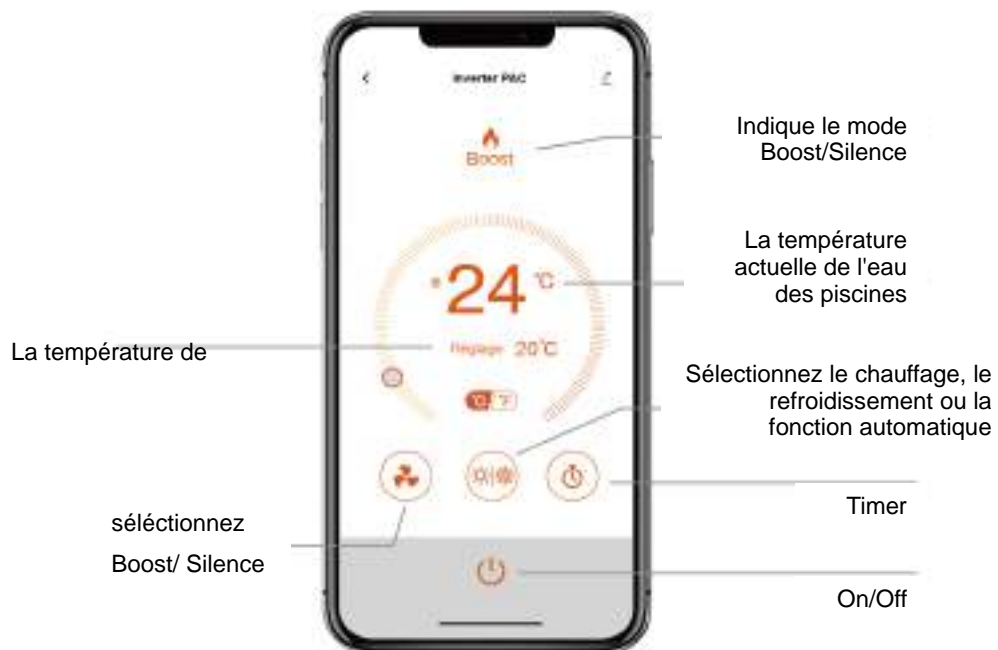 Inverter PAC
Boost
Indique le mode
Boost/Silence
24 °C
La température
actuelle de l'eau
des piscines
La température de
Réglage 20°C
°C °F
Sélectionnez le chauffage, le
refroidissement ou la
fonction automatique
Timer
séléctionnez
Boost/ Silence
On/Off